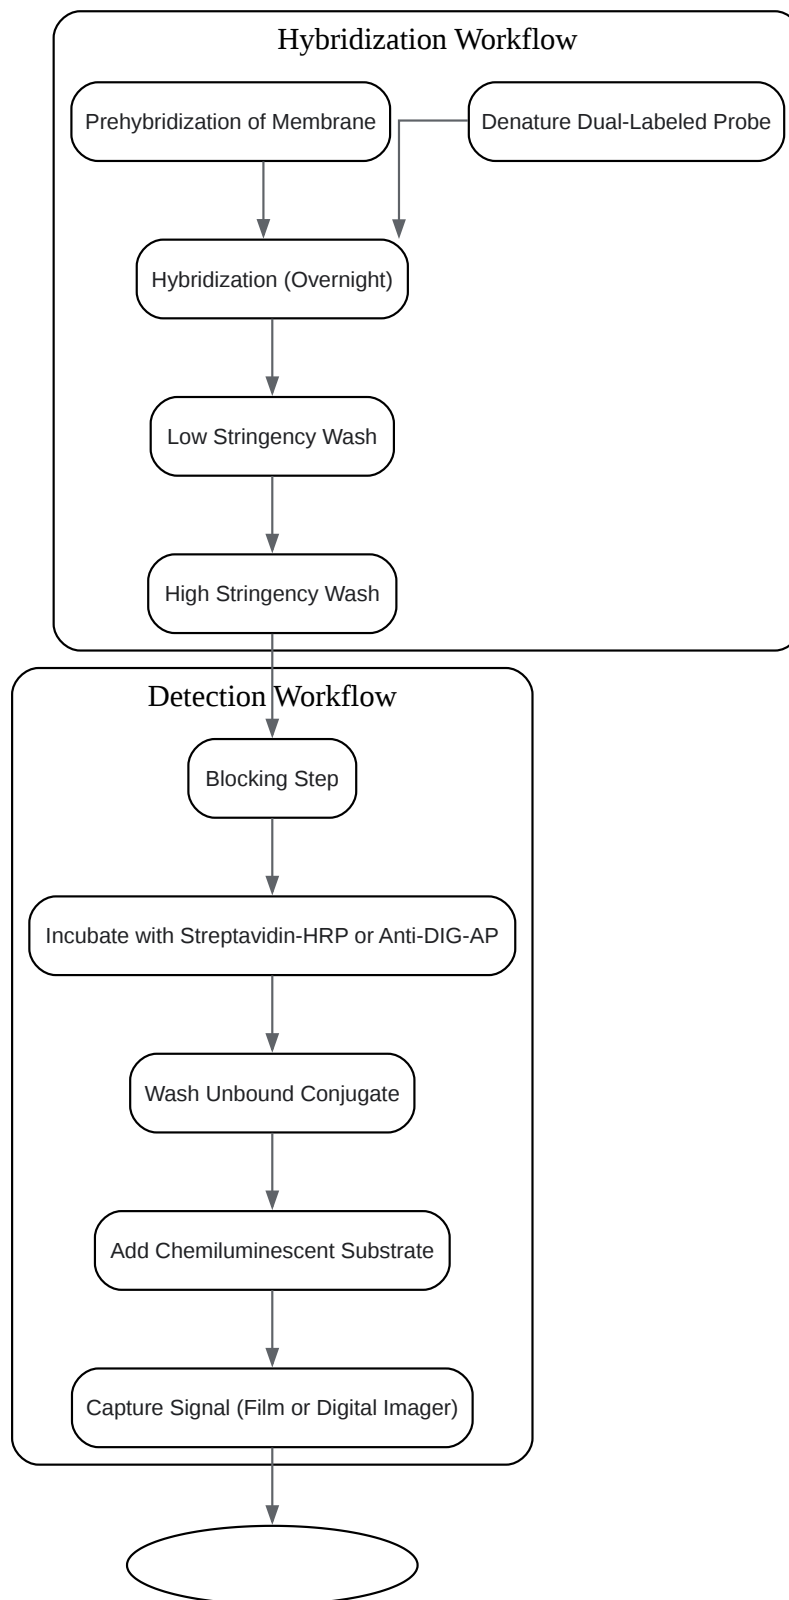 Hybridization Workflow
Prehybridization of Membrane
Denature Dual-Labeled Probe
Hybridization (Overnight)
Low Stringency Wash
High Stringency Wash
Detection Workflow
Blocking Step
Incubate with Streptavidin-HRP or Anti-DIG-AP
Wash Unbound Conjugate
Add Chemiluminescent Substrate
Capture Signal (Film or Digital Imager)